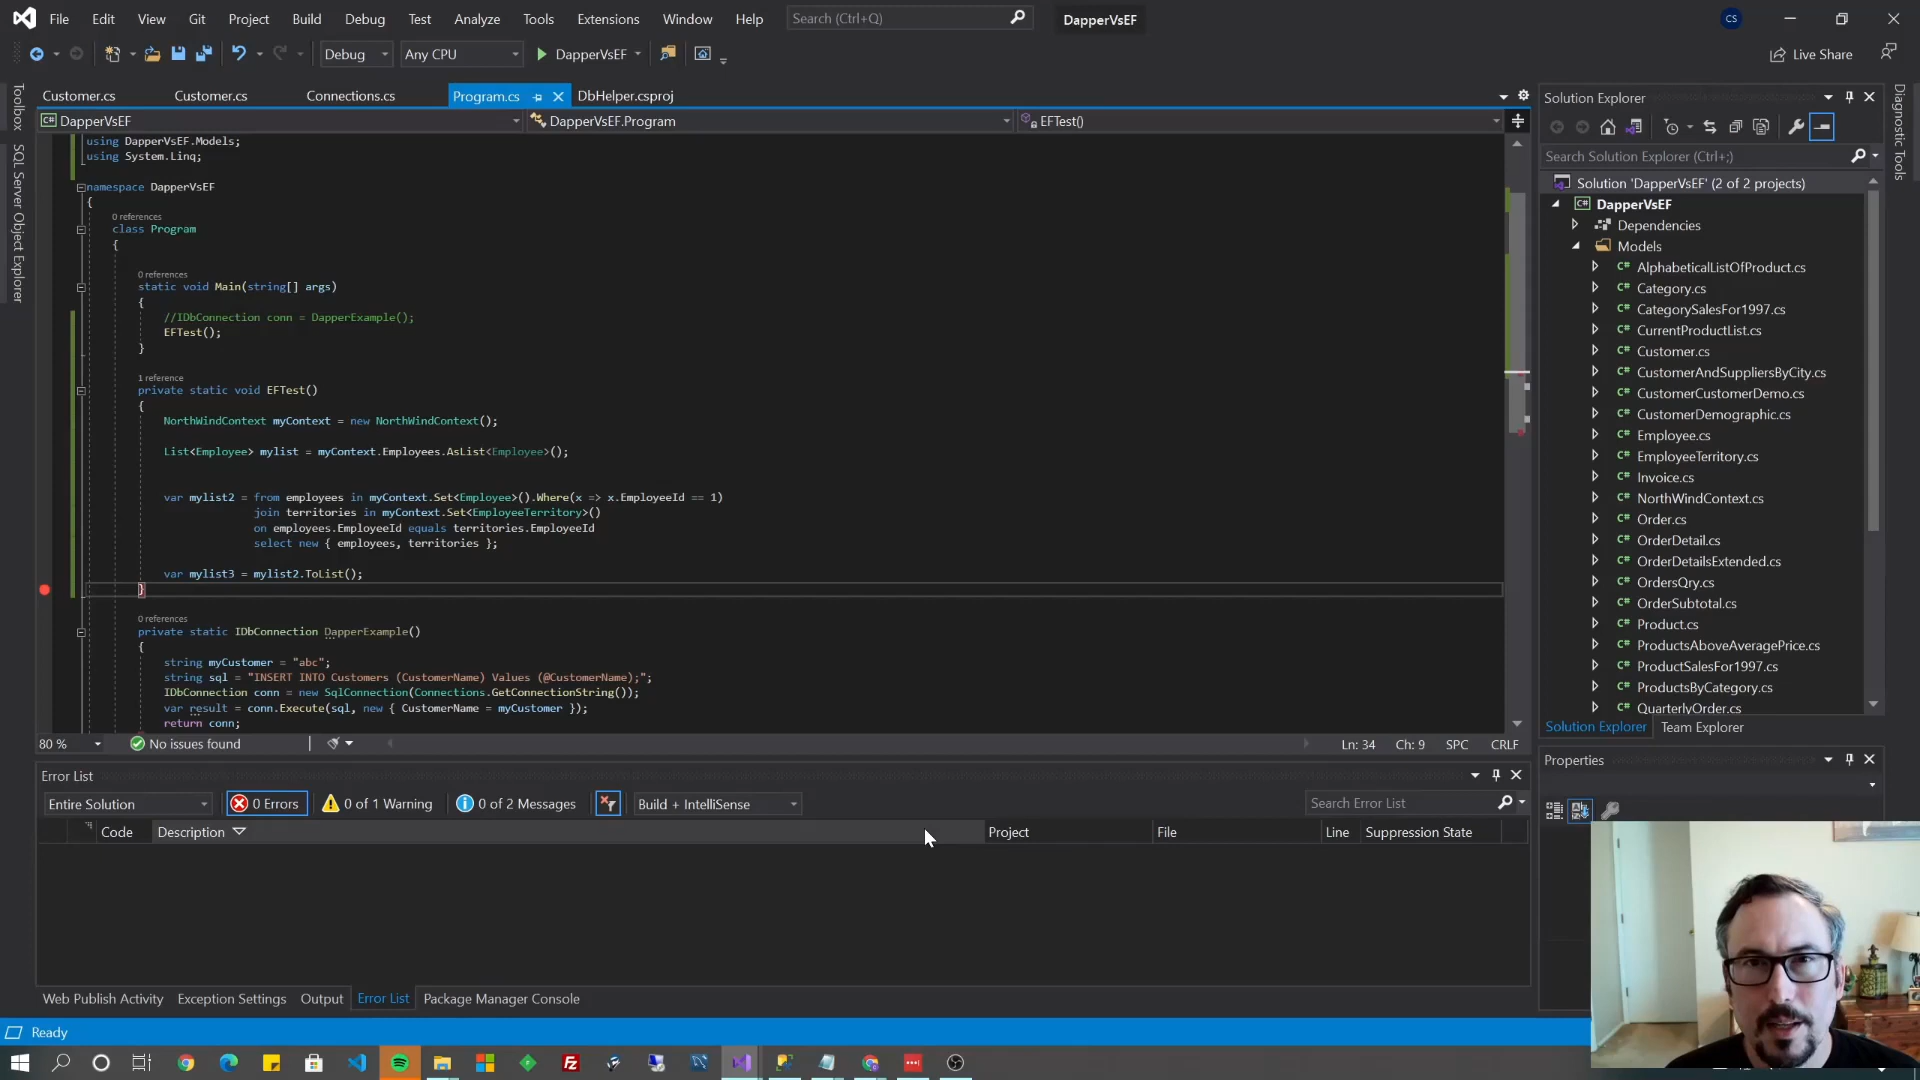 File Edit View Git Project Build Debug Test Analyze Tools Extensions Window Help Search (Ctrl+Q) DapperVsEF CS
Debug Any CPU DapperVsEF Live Share
Customer.cs Customer.cs Connections.cs Program.cs DbHelper.csproj
DapperVsEF DapperVsEF.Program EFTest()
Toolbox
SQL Server Object Explorer
using DapperVsEF.Models;
using System.Linq;
namespace DapperVsEF
{
0 references
class Program
{
0 references
static void Main(string[] args)
{
//IDbConnection conn = DapperExample();
EFTest();
}
1 reference
private static void EFTest()
{
NorthWindContext myContext = new NorthWindContext();
List<Employee> mylist = myContext.Employees.AsList<Employee>();
var mylist2 = from employees in myContext.Set<Employee>().Where(x => x.EmployeeId == 1)
join territories in myContext.Set<EmployeeTerritory>()
on employees.EmployeeId equals territories.EmployeeId
select new { employees, territories };
var mylist3 = mylist2.ToList();
}
0 references
private static IDbConnection DapperExample()
{
string myCustomer = "abc";
string sql = "INSERT INTO Customers (CustomerName) Values (@CustomerName);";
IDbConnection conn = new SqlConnection(Connections.GetConnectionString());
var result = conn.Execute(sql, new { CustomerName = myCustomer });
return conn;
80 % No issues found Ln: 34 Ch: 9 SPC CRLF
Error List
Entire Solution 0 Errors 0 of 1 Warning 0 of 2 Messages Build + IntelliSense Search Error List
Code Description Project File Line Suppression State
Web Publish Activity Exception Settings Output Error List Package Manager Console
Ready
Solution Explorer
Search Solution Explorer (Ctrl+;)
Solution 'DapperVsEF' (2 of 2 projects)
DapperVsEF
Dependencies
Models
C# AlphabeticalListOfProduct.cs
C# Category.cs
C# CategorySalesFor1997.cs
C# CurrentProductList.cs
C# Customer.cs
C# CustomerAndSuppliersByCity.cs
C# CustomerCustomerDemo.cs
C# CustomerDemographic.cs
C# Employee.cs
C# EmployeeTerritory.cs
C# Invoice.cs
C# NorthWindContext.cs
C# Order.cs
C# OrderDetail.cs
C# OrderDetailsExtended.cs
C# OrdersQry.cs
C# OrderSubtotal.cs
C# Product.cs
C# ProductsAboveAveragePrice.cs
C# ProductSalesFor1997.cs
C# ProductsByCategory.cs
C# QuarterlyOrder.cs
Solution Explorer Team Explorer
Properties
Diagnostic Tools